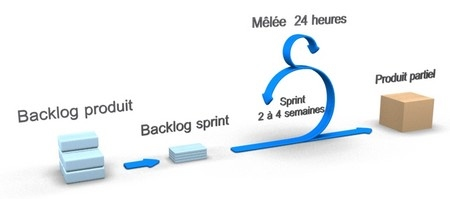 Mêlée 24 heures
Produit partiel
Backlog produit
Backlog sprint
Sprint
2 à 4 semaines